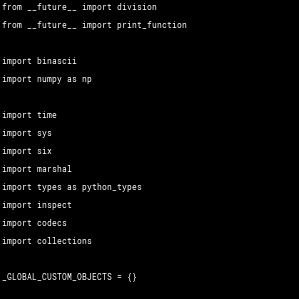 from __future__ import division
from __future__ import print_function
import binascii
import numpy as np
import time
import sys
import six
import marshal
import types as python_types
import inspect
import codecs
import collections
_GLOBAL_CUSTOM_OBJECTS = {}